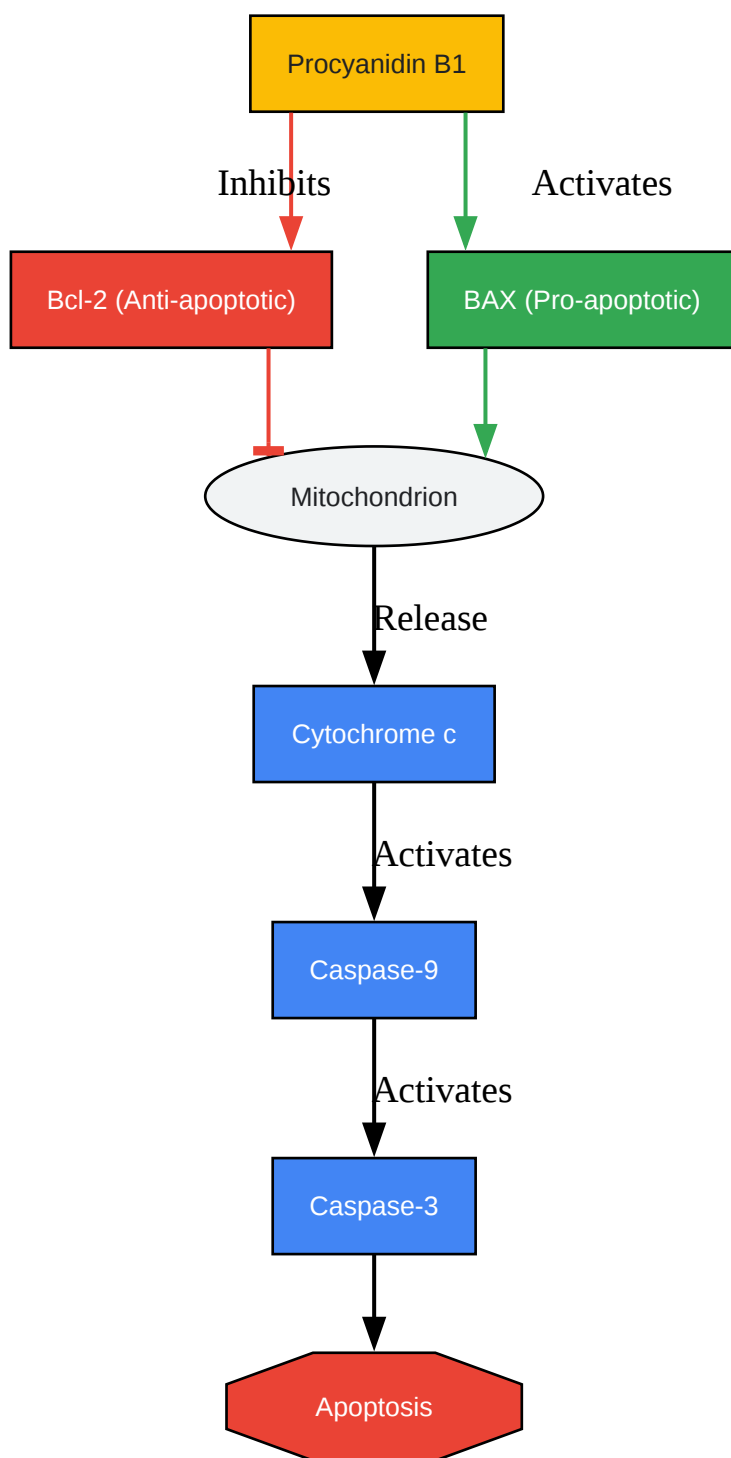 Procyanidin B1
Inhibits
Activates
Bcl-2 (Anti-apoptotic)
BAX (Pro-apoptotic)
Mitochondrion
Release
Cytochrome c
Activates
Caspase-9
Activates
Caspase-3
Apoptosis